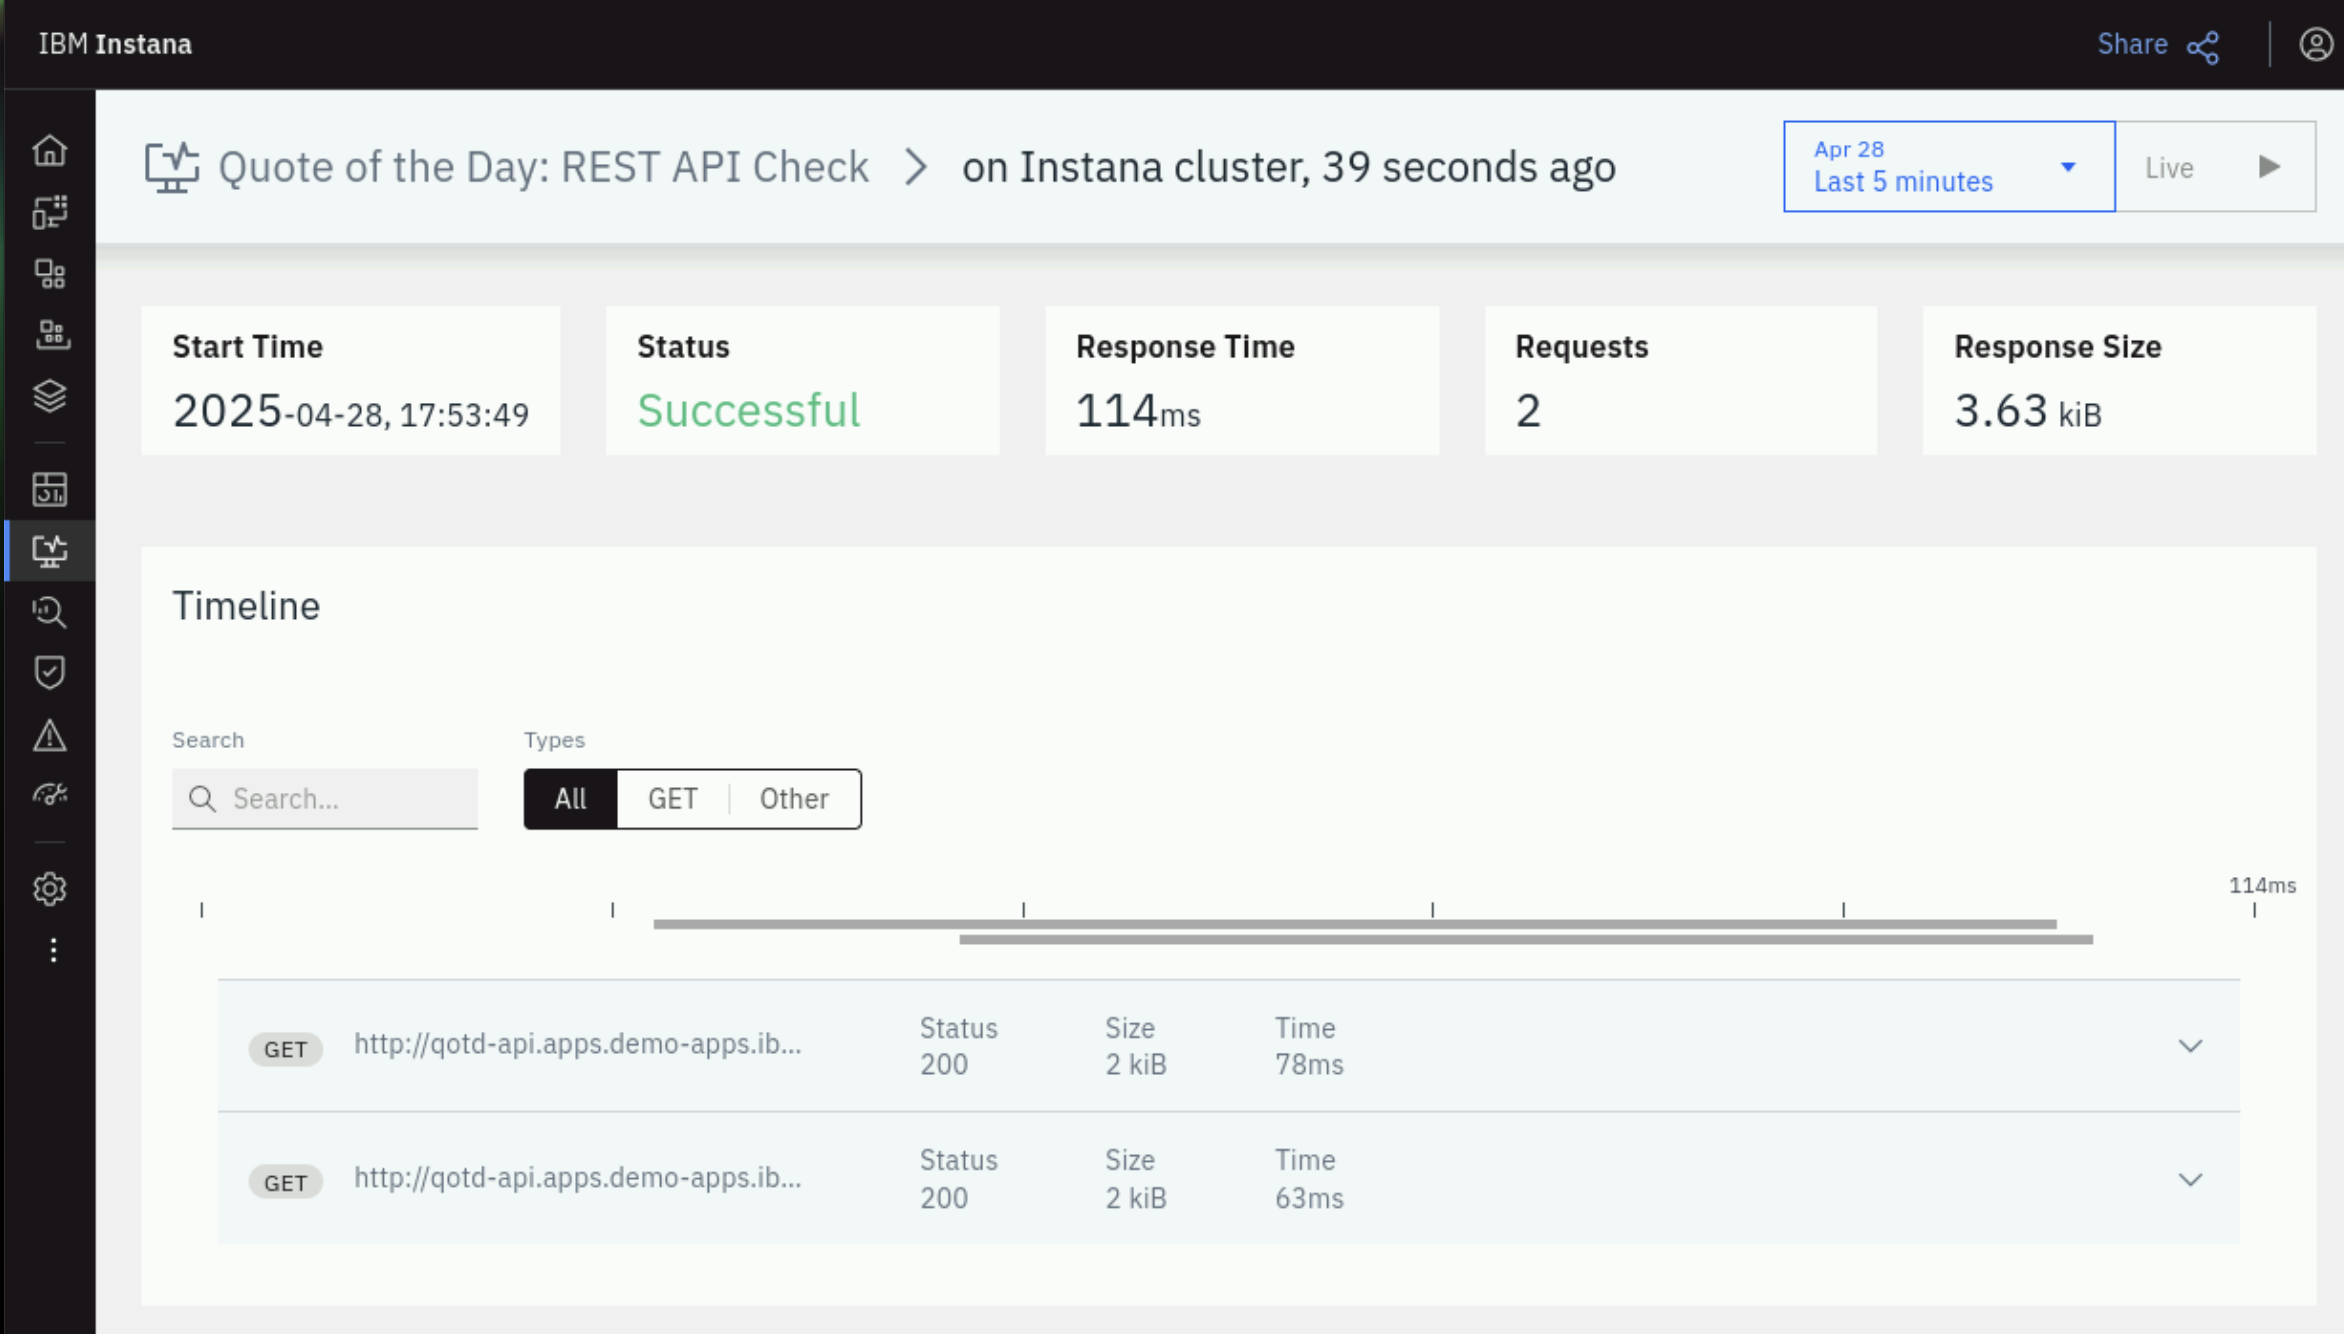 IBM Instana
Share
Quote of the Day: REST API Check > on Instana cluster, 39 seconds ago
Apr 28
Last 5 minutes
Live
Start Time
2025-04-28, 17:53:49
Status
Successful
Response Time
114ms
Requests
2
Response Size
3.63 kiB
Timeline
Search
Search...
Types
All GET Other
114ms
GET http://qotd-api.apps.demo-apps.ib...
Status
200
Size
2 kiB
Time
78ms
GET http://qotd-api.apps.demo-apps.ib...
Status
200
Size
2 kiB
Time
63ms